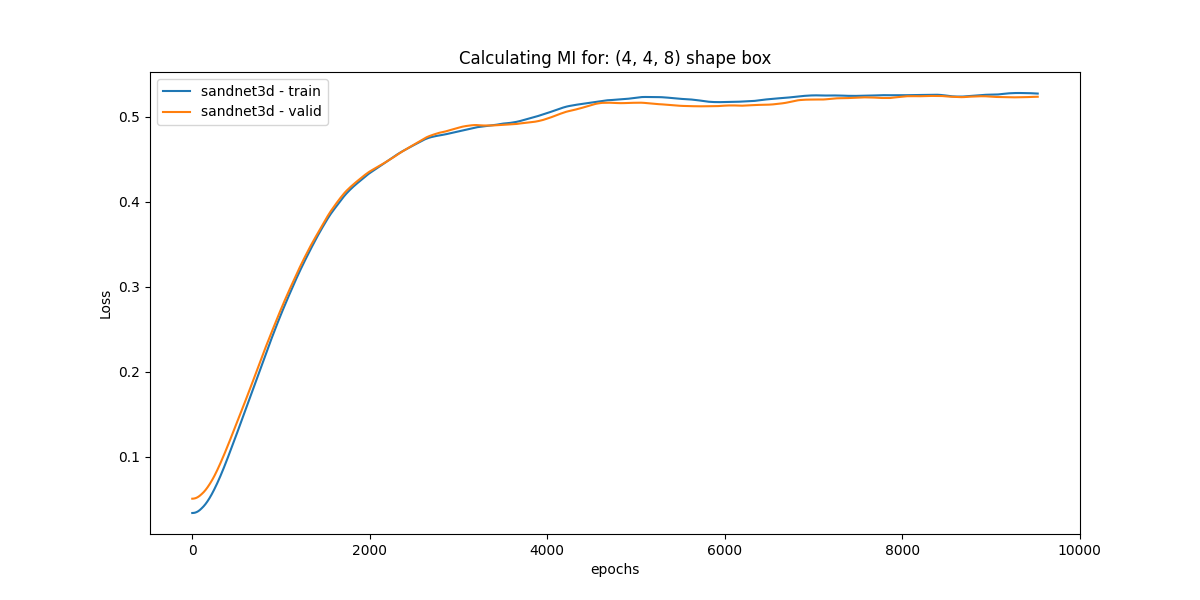 Calculating MI for: (4, 4, 8) shape box
sandnet3d - train
sandnet3d - valid
Loss
0.5
0.4
0.3
0.2
0.1
0 2000 4000 6000 8000 10000
epochs